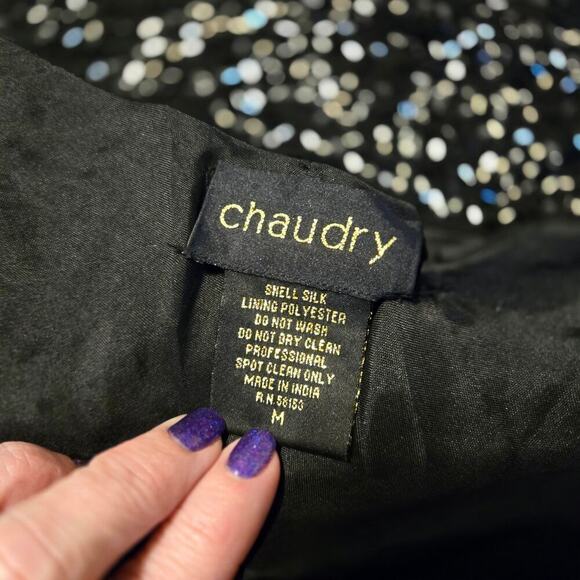 chaudry
SHELL SILK
LINING POLYESTER
DO NOT WASH
DO NOT DRY CLEAN
PROFESSIONAL
SPOT CLEAN ONLY
MADE IN INDIA
R.N. 56153
M